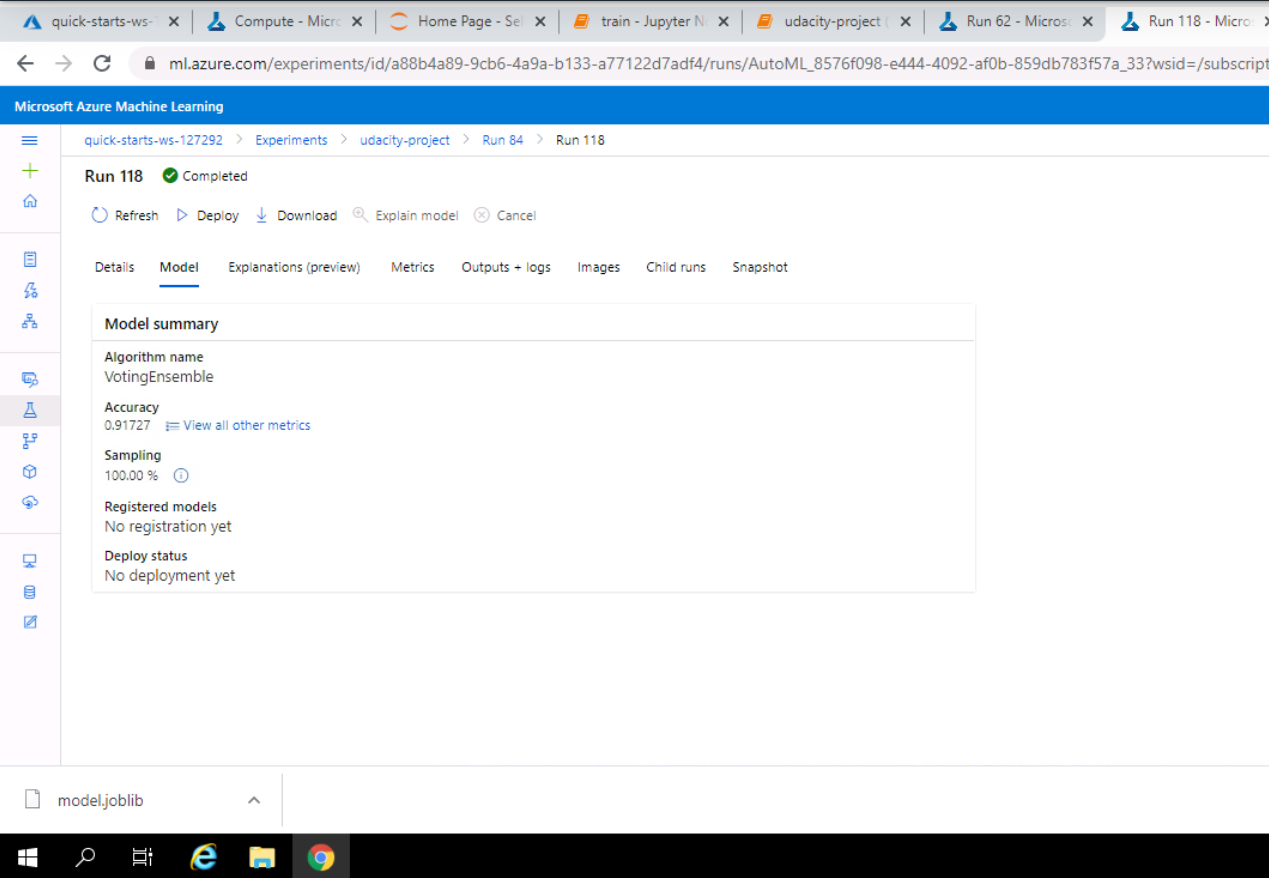 quick-starts-ws- Compute - Micro Home Page - Sel train - Jupyter N udacity-project ( Run 62 - Microso Run 118 - Micro
ml.azure.com/experiments/id/a88b4a89-9cb6-4a9a-b133-a77122d7adf4/runs/AutoML_8576f098-e444-4092-af0b-859db783f57a_33?wsid=/subscript
Microsoft Azure Machine Learning
quick-starts-ws-127292 > Experiments > udacity-project > Run 84 > Run 118
Run 118 Completed
Refresh Deploy Download Explain model Cancel
Details Model Explanations (preview) Metrics Outputs + logs Images Child runs Snapshot
Model summary
Algorithm name
VotingEnsemble
Accuracy
0.91727 View all other metrics
Sampling
100.00 %
Registered models
No registration yet
Deploy status
No deployment yet
model.joblib